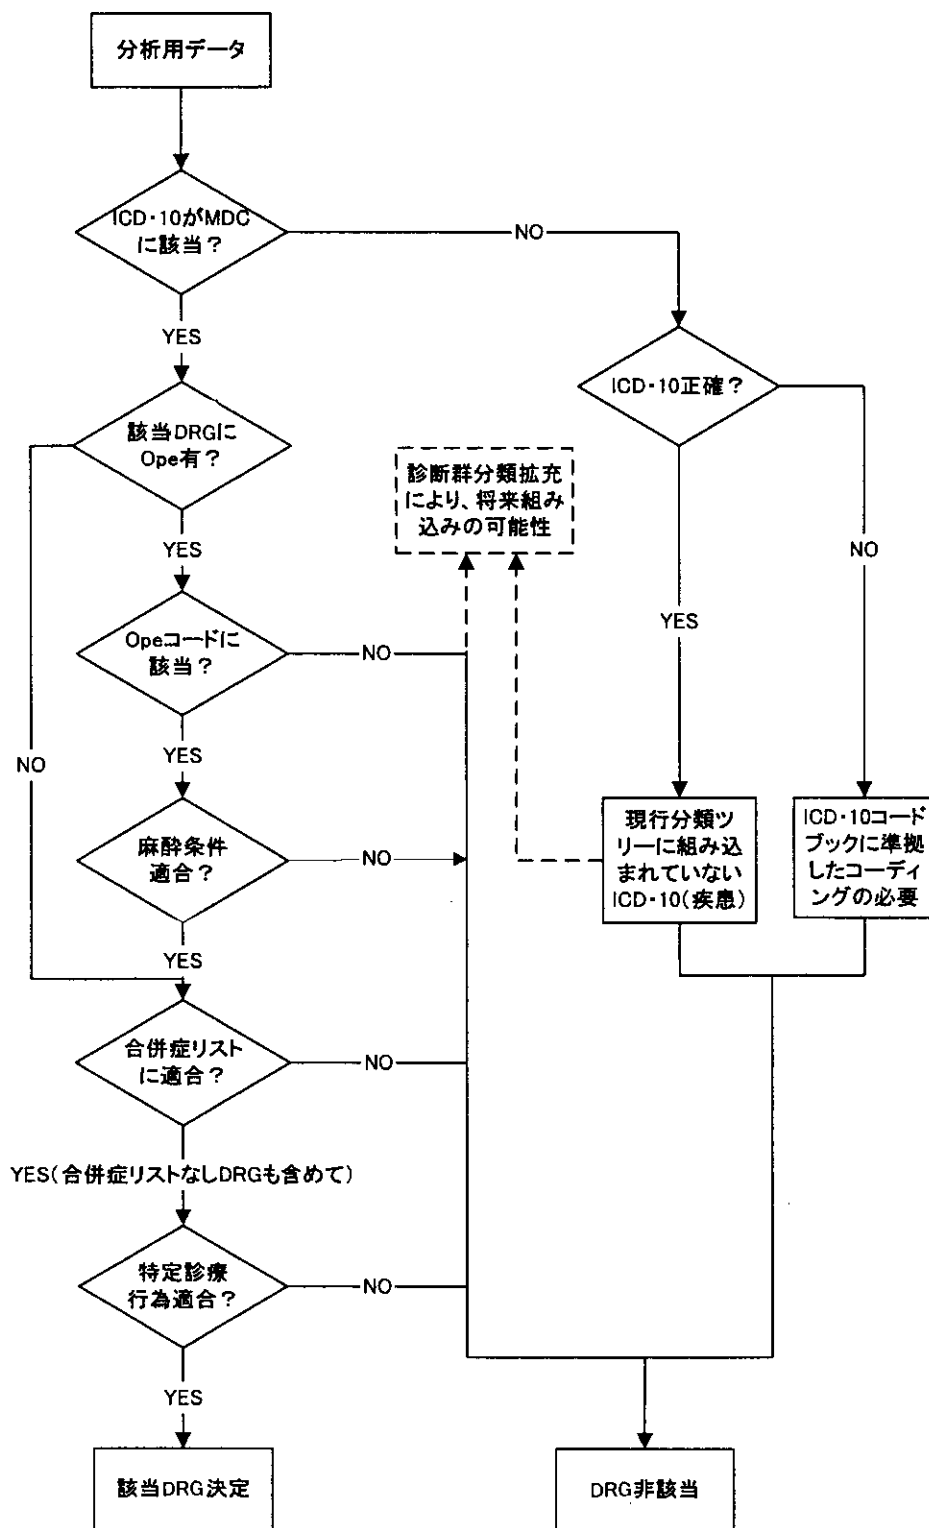 分析用データ
ICD・10がMDC
に該当？
NO
YES
ICD・10正確？
該当DRGに
Ope有？
診断群分類拡充
により、将来組み
込みの可能性
YES
NO
YES
Opeコードに
該当？
NO
YES
NO
麻酔条件
適合？
NO
現行分類ツ
リーに組み込
まれていない
ICD・10(疾患)
ICD・10コード
ブックに準拠
したコーディ
ングの必要
YES
合併症リスト
に適合？
NO
YES(合併症リストなしDRGも含めて)
特定診療
行為適合？
NO
YES
該当DRG決定
DRG非該当